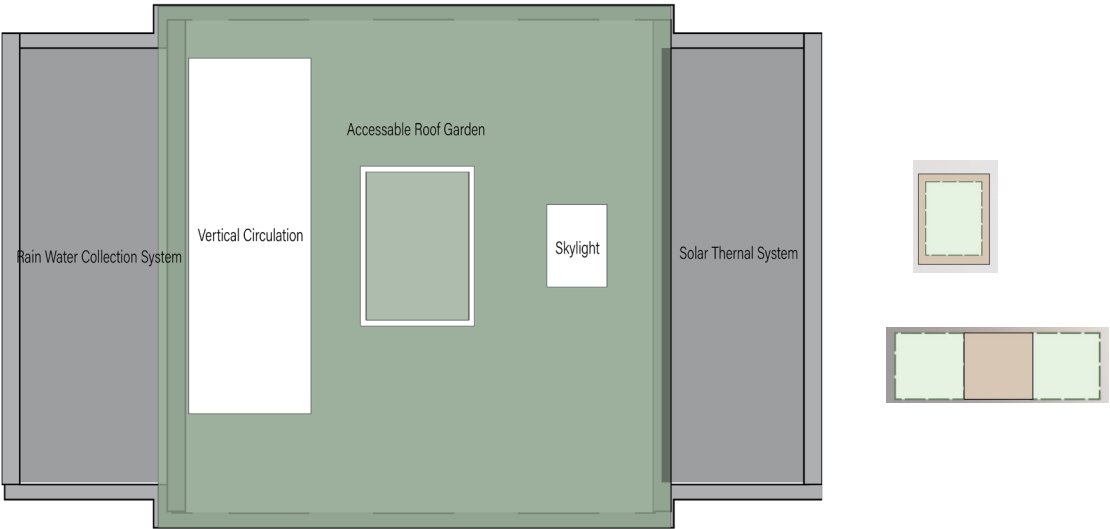 Accessable Roof Garden
Vertical Circulation
Rain Water Collection System
Skylight
Solar Thernal System